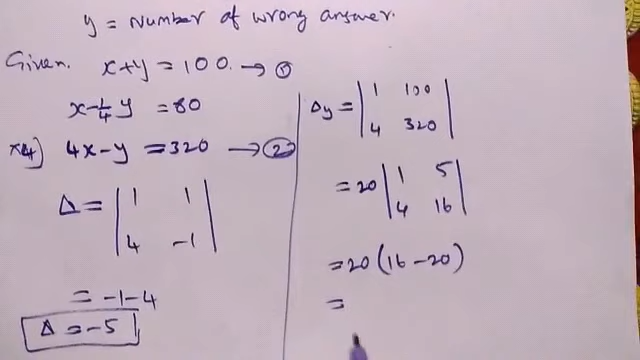 y = Number of wrong answer.
Given. x+y = 100. → ①
x - 1/4 y = 80
×4) 4x - y = 320 → ②
Δ = | 1 1 |
| 4 -1 |
= -1-4
Δ = -5
Δy = | 1 100 |
| 4 320 |
= 20 | 1 5 |
| 4 16 |
= 20 (16 - 20)
=